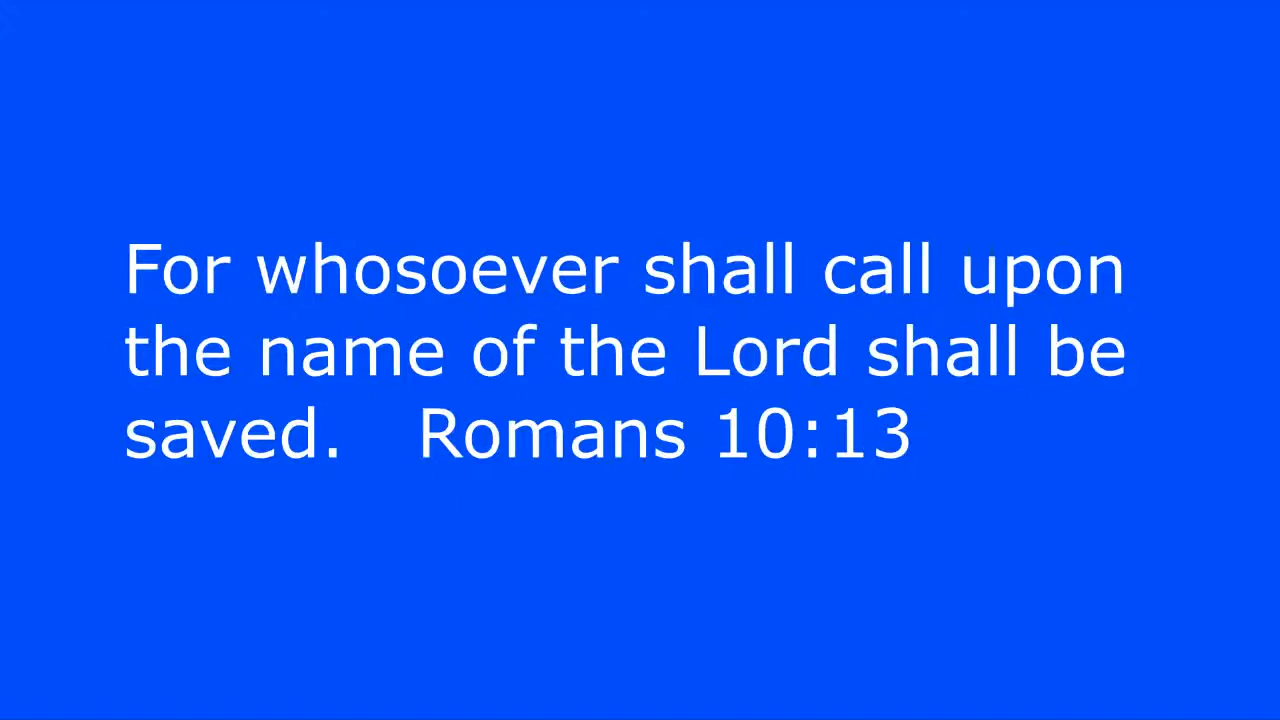 For whosoever shall call upon
the name of the Lord shall be
saved.   Romans 10:13